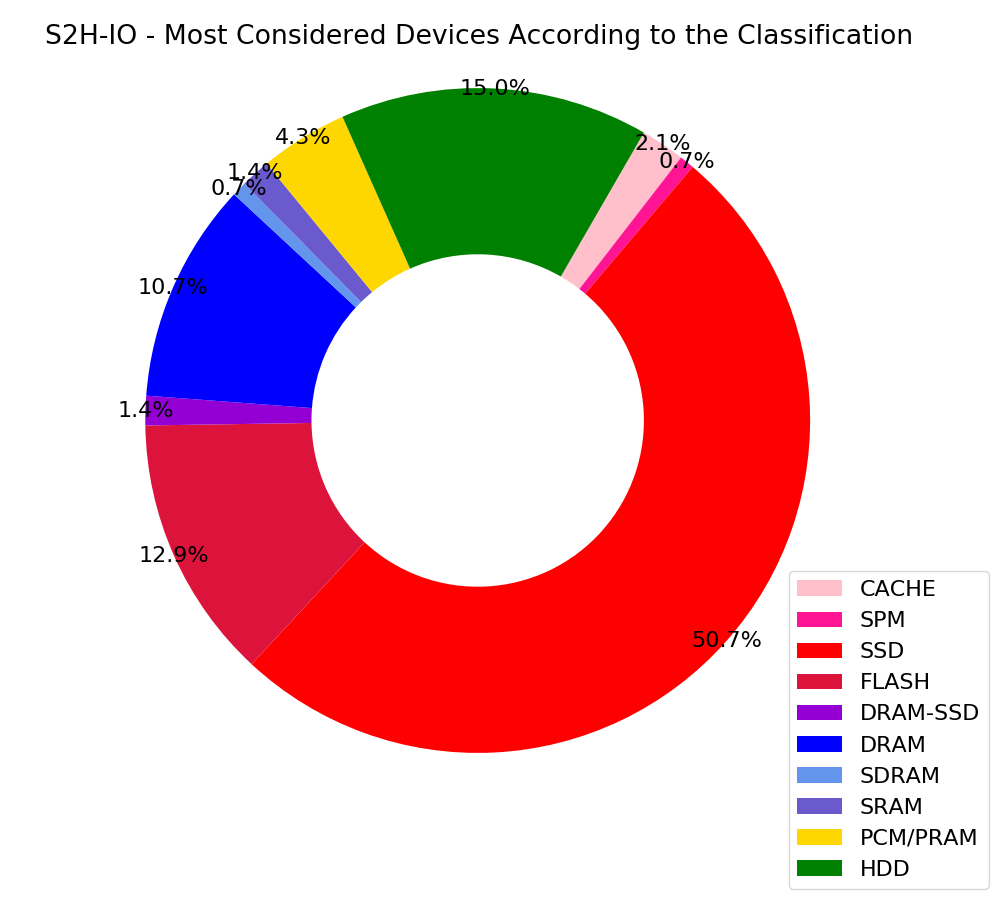 S2H-IO - Most Considered Devices According to the Classification
15.0%
4.3%
2.1%
0.7%
1.4%
0.7%
10.7%
1.4%
12.9%
50.7%
CACHE
SPM
SSD
FLASH
DRAM-SSD
DRAM
SDRAM
SRAM
PCM/PRAM
HDD